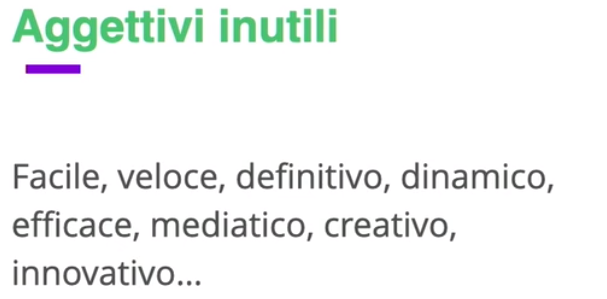 Aggettivi inutili
Facile, veloce, definitivo, dinamico,
efficace, mediatico, creativo,
innovativo...